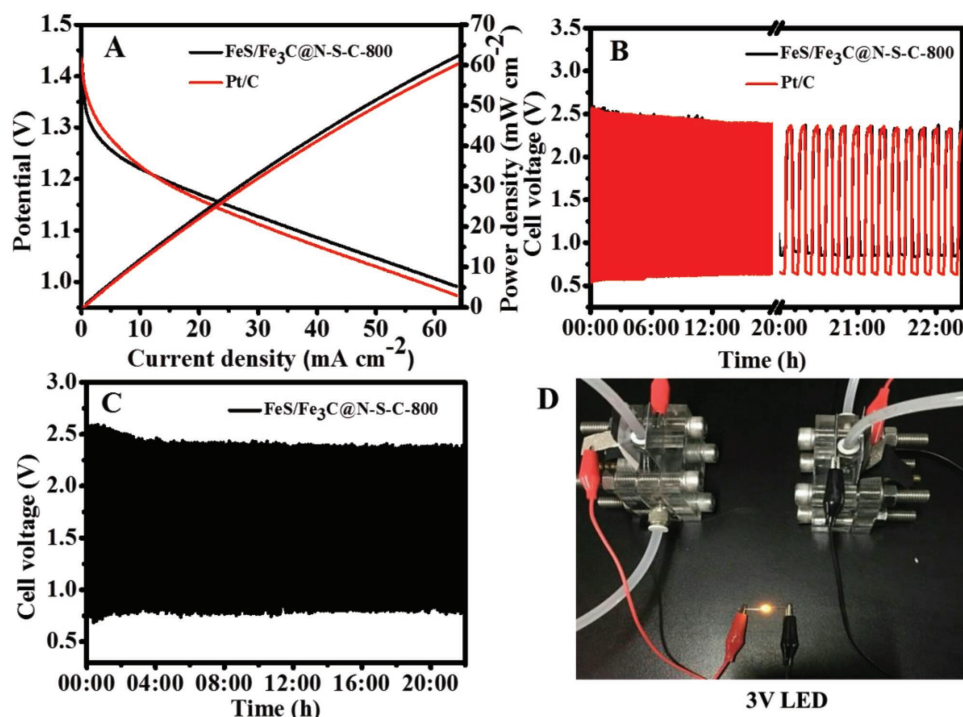 A
FeS/Fe₃C@N-S-C-800
Pt/C
Potential (V)
1.5
1.4
1.3
1.2
1.1
1.0
Power density (mW cm⁻²)
70
60
50
40
30
20
10
0
0 10 20 30 40 50 60
Current density (mA cm⁻²)
B
FeS/Fe₃C@N-S-C-800
Pt/C
Cell voltage (V)
3.5
3.0
2.5
2.0
1.5
1.0
0.5
00:00 06:00 12:00 20:00 21:00 22:00
Time (h)
C
FeS/Fe₃C@N-S-C-800
Cell voltage (V)
3.0
2.5
2.0
1.5
1.0
0.5
00:00 04:00 08:00 12:00 16:00 20:00
Time (h)
D
3V LED